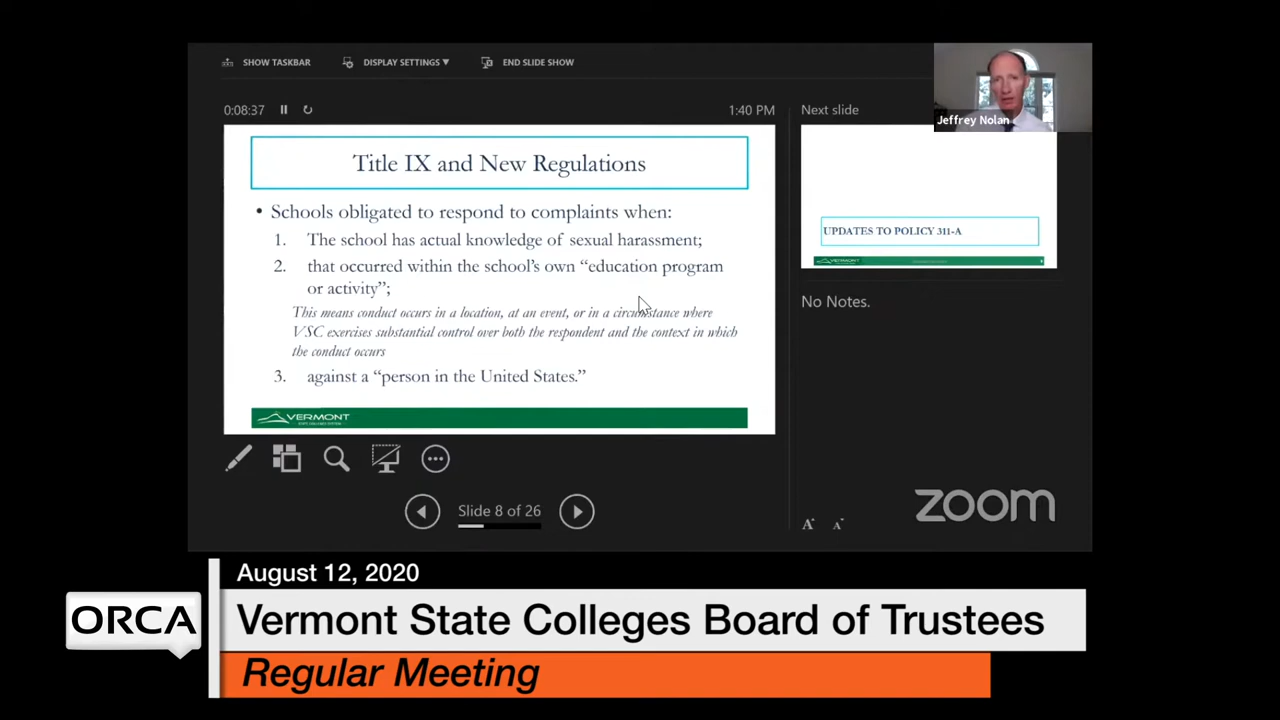 SHOW TASKBAR DISPLAY SETTINGS ▼ END SLIDE SHOW
Jeffrey Nolan
0:08:37
1:40 PM
Next slide
Title IX and New Regulations
• Schools obligated to respond to complaints when:
1. The school has actual knowledge of sexual harassment;
2. that occurred within the school's own “education program
or activity”;
This means conduct occurs in a location, at an event, or in a circumstance where
VSC exercises substantial control over both the respondent and the context in which
the conduct occurs
3. against a “person in the United States.”
VERMONT
STATE COLLEGES SYSTEM
UPDATES TO POLICY 311-A
VERMONT
No Notes.
Slide 8 of 26
A A
zoom
August 12, 2020
ORCA
Vermont State Colleges Board of Trustees
Regular Meeting